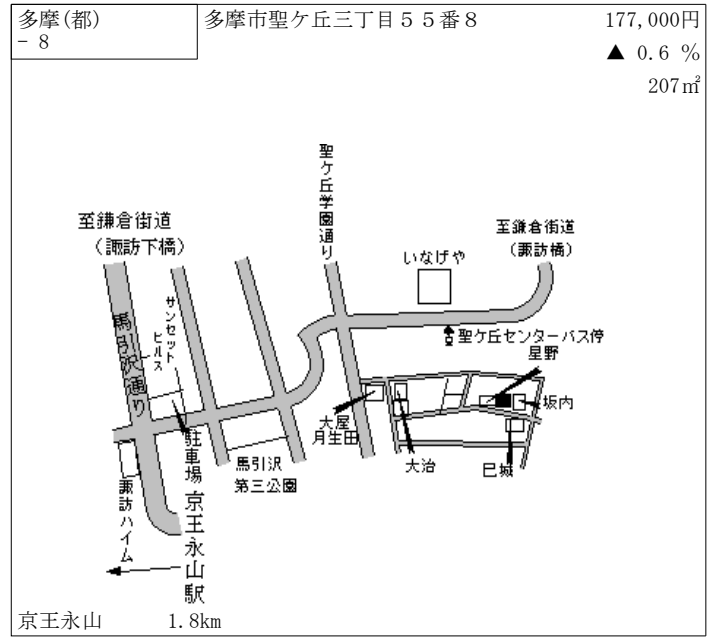 多摩(都)
- 8
多摩市聖ケ丘三丁目５５番８
177,000円
▲ 0.6 %
207㎡
聖ケ丘学園通り
至鎌倉街道
（諏訪下橋）
至鎌倉街道
（諏訪橋）
いなげや
サンセット
ヒルズ
馬引沢通り
聖ケ丘センターバス停
星野
大屋
月生田
坂内
大治
巳城
駐車場
馬引沢
第三公園
諏訪ハイム
京王永山駅
京王永山
1.8km